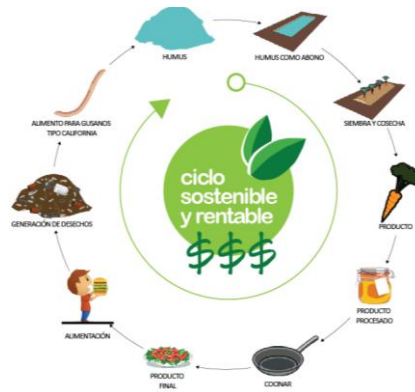 HUMUS
HUMUS COMO ABONO
SIEMBRA Y COSECHA
PRODUCTO
PRODUCTO
PROCESADO
COCINAR
PRODUCTO
FINAL
ALIMENTACIÓN
GENERACIÓN DE DESECHOS
ALIMENTO PARA GUSANOS
TIPO CALIFORNIA
ciclo
sostenible
y rentable
$$$